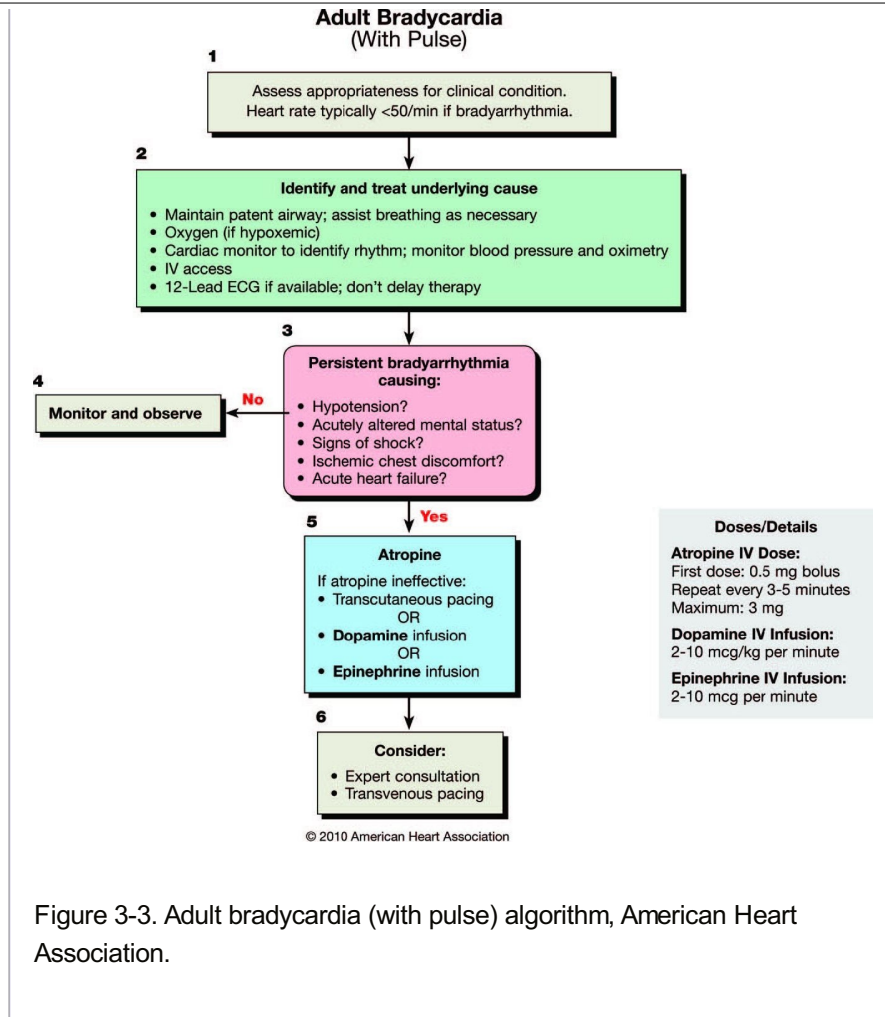 Adult Bradycardia
(With Pulse)
1
Assess appropriateness for clinical condition.
Heart rate typically <50/min if bradyarrhythmia.
2
Identify and treat underlying cause
• Maintain patent airway; assist breathing as necessary
• Oxygen (if hypoxemic)
• Cardiac monitor to identify rhythm; monitor blood pressure and oximetry
• IV access
• 12-Lead ECG if available; don't delay therapy
3
Persistent bradyarrhythmia
causing:
• Hypotension?
• Acutely altered mental status?
• Signs of shock?
• Ischemic chest discomfort?
• Acute heart failure?
No
4
Monitor and observe
Yes
5
Atropine
If atropine ineffective:
• Transcutaneous pacing
OR
• Dopamine infusion
OR
• Epinephrine infusion
6
Consider:
• Expert consultation
• Transvenous pacing
Doses/Details
Atropine IV Dose:
First dose: 0.5 mg bolus
Repeat every 3-5 minutes
Maximum: 3 mg
Dopamine IV Infusion:
2-10 mcg/kg per minute
Epinephrine IV Infusion:
2-10 mcg per minute
© 2010 American Heart Association
Figure 3-3. Adult bradycardia (with pulse) algorithm, American Heart
Association.